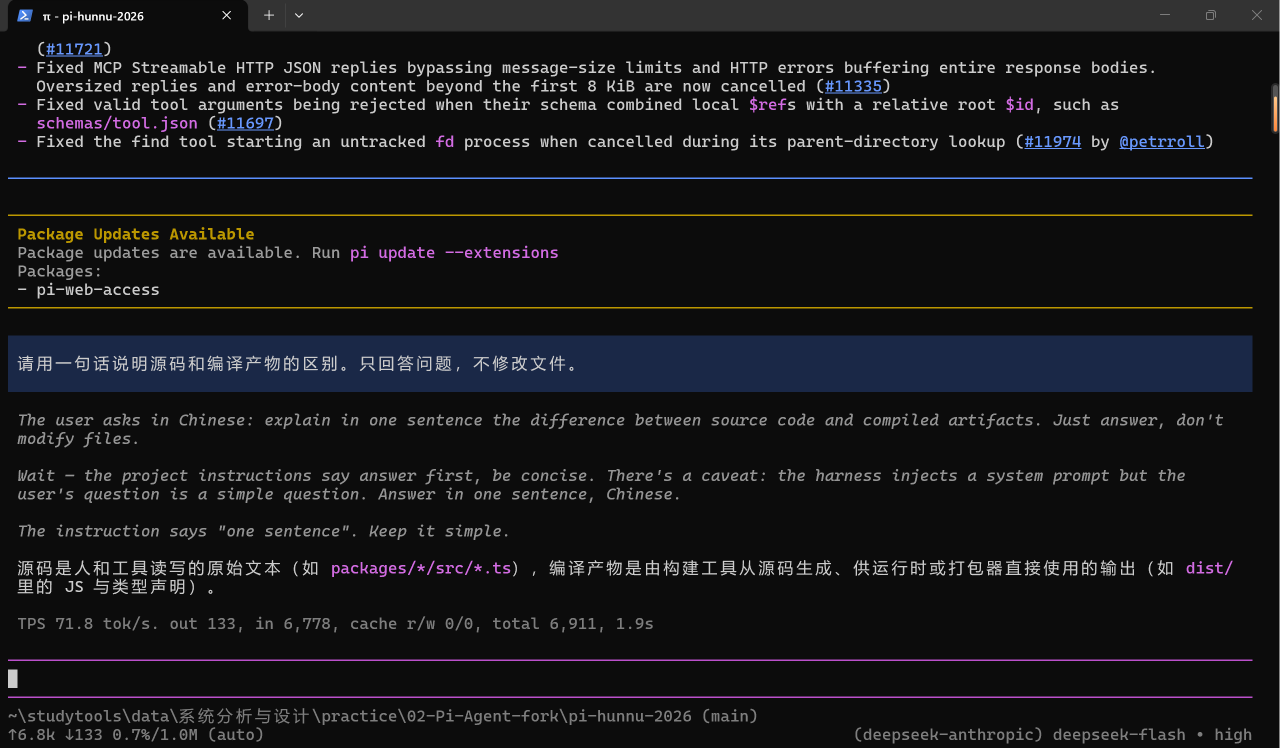 π - pi-hunnu-2026
(#11721)
- Fixed MCP Streamable HTTP JSON replies bypassing message-size limits and HTTP errors buffering entire response bodies.
Oversized replies and error-body content beyond the first 8 KiB are now cancelled (#11335)
- Fixed valid tool arguments being rejected when their schema combined local $refs with a relative root $id, such as
schemas/tool.json (#11697)
- Fixed the find tool starting an untracked fd process when cancelled during its parent-directory lookup (#11974 by @petrroll)
Package Updates Available
Package updates are available. Run pi update --extensions
Packages:
- pi-web-access
请用一句话说明源码和编译产物的区别。只回答问题，不修改文件。
The user asks in Chinese: explain in one sentence the difference between source code and compiled artifacts. Just answer, don't
modify files.
Wait — the project instructions say answer first, be concise. There's a caveat: the harness injects a system prompt but the
user's question is a simple question. Answer in one sentence, Chinese.
The instruction says "one sentence". Keep it simple.
源码是人和工具读写的原始文本（如 packages/*/src/*.ts），编译产物是由构建工具从源码生成、供运行时或打包器直接使用的输出（如 dist/
里的 JS 与类型声明）。
TPS 71.8 tok/s. out 133, in 6,778, cache r/w 0/0, total 6,911, 1.9s
~\studytools\data\系统分析与设计\practice\02-Pi-Agent-fork\pi-hunnu-2026 (main)
↑6.8k ↓133 0.7%/1.0M (auto) (deepseek-anthropic) deepseek-flash • high